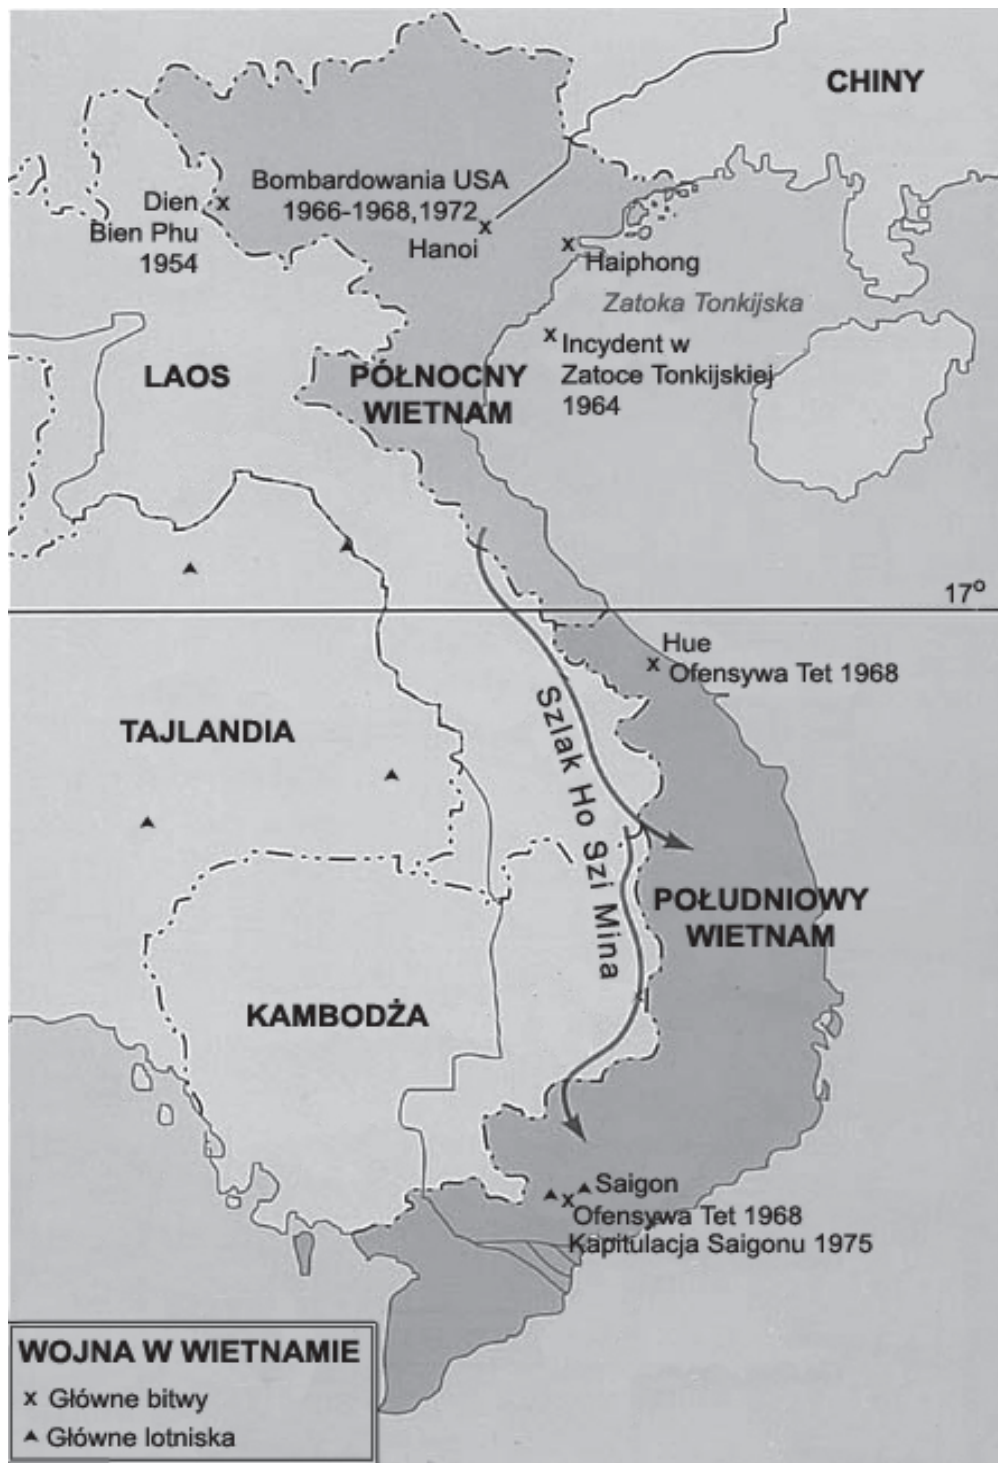 CHINY
Bombardowania USA
1966-1968,1972
Dien
Bien Phu
1954
Hanoi
Haiphong
Zatoka Tonkijska
Incydent w
Zatoce Tonkijskiej
1964
LAOS
PÓŁNOCNY
WIETNAM
17°
Hue
Ofensywa Tet 1968
TAJLANDIA
Szlak Ho Szi Mina
POŁUDNIOWY
WIETNAM
KAMBODŻA
Saigon
Ofensywa Tet 1968
Kapitulacja Saigonu 1975
WOJNA W WIETNAMIE
x Główne bitwy
Główne lotniska